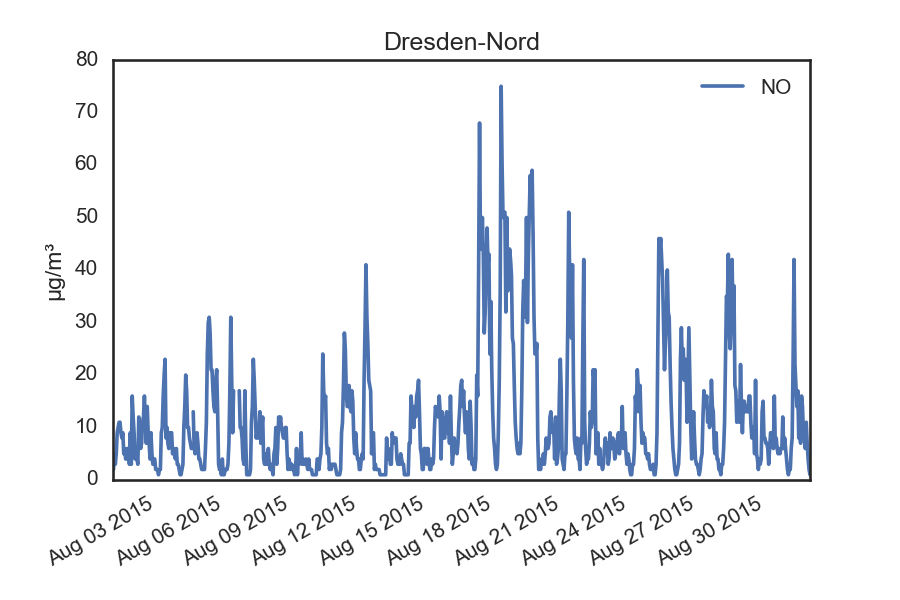 Dresden-Nord
80
70
60
50
40
30
20
10
0
µg/m³
NO
Aug 03 2015
Aug 06 2015
Aug 09 2015
Aug 12 2015
Aug 15 2015
Aug 18 2015
Aug 21 2015
Aug 24 2015
Aug 27 2015
Aug 30 2015